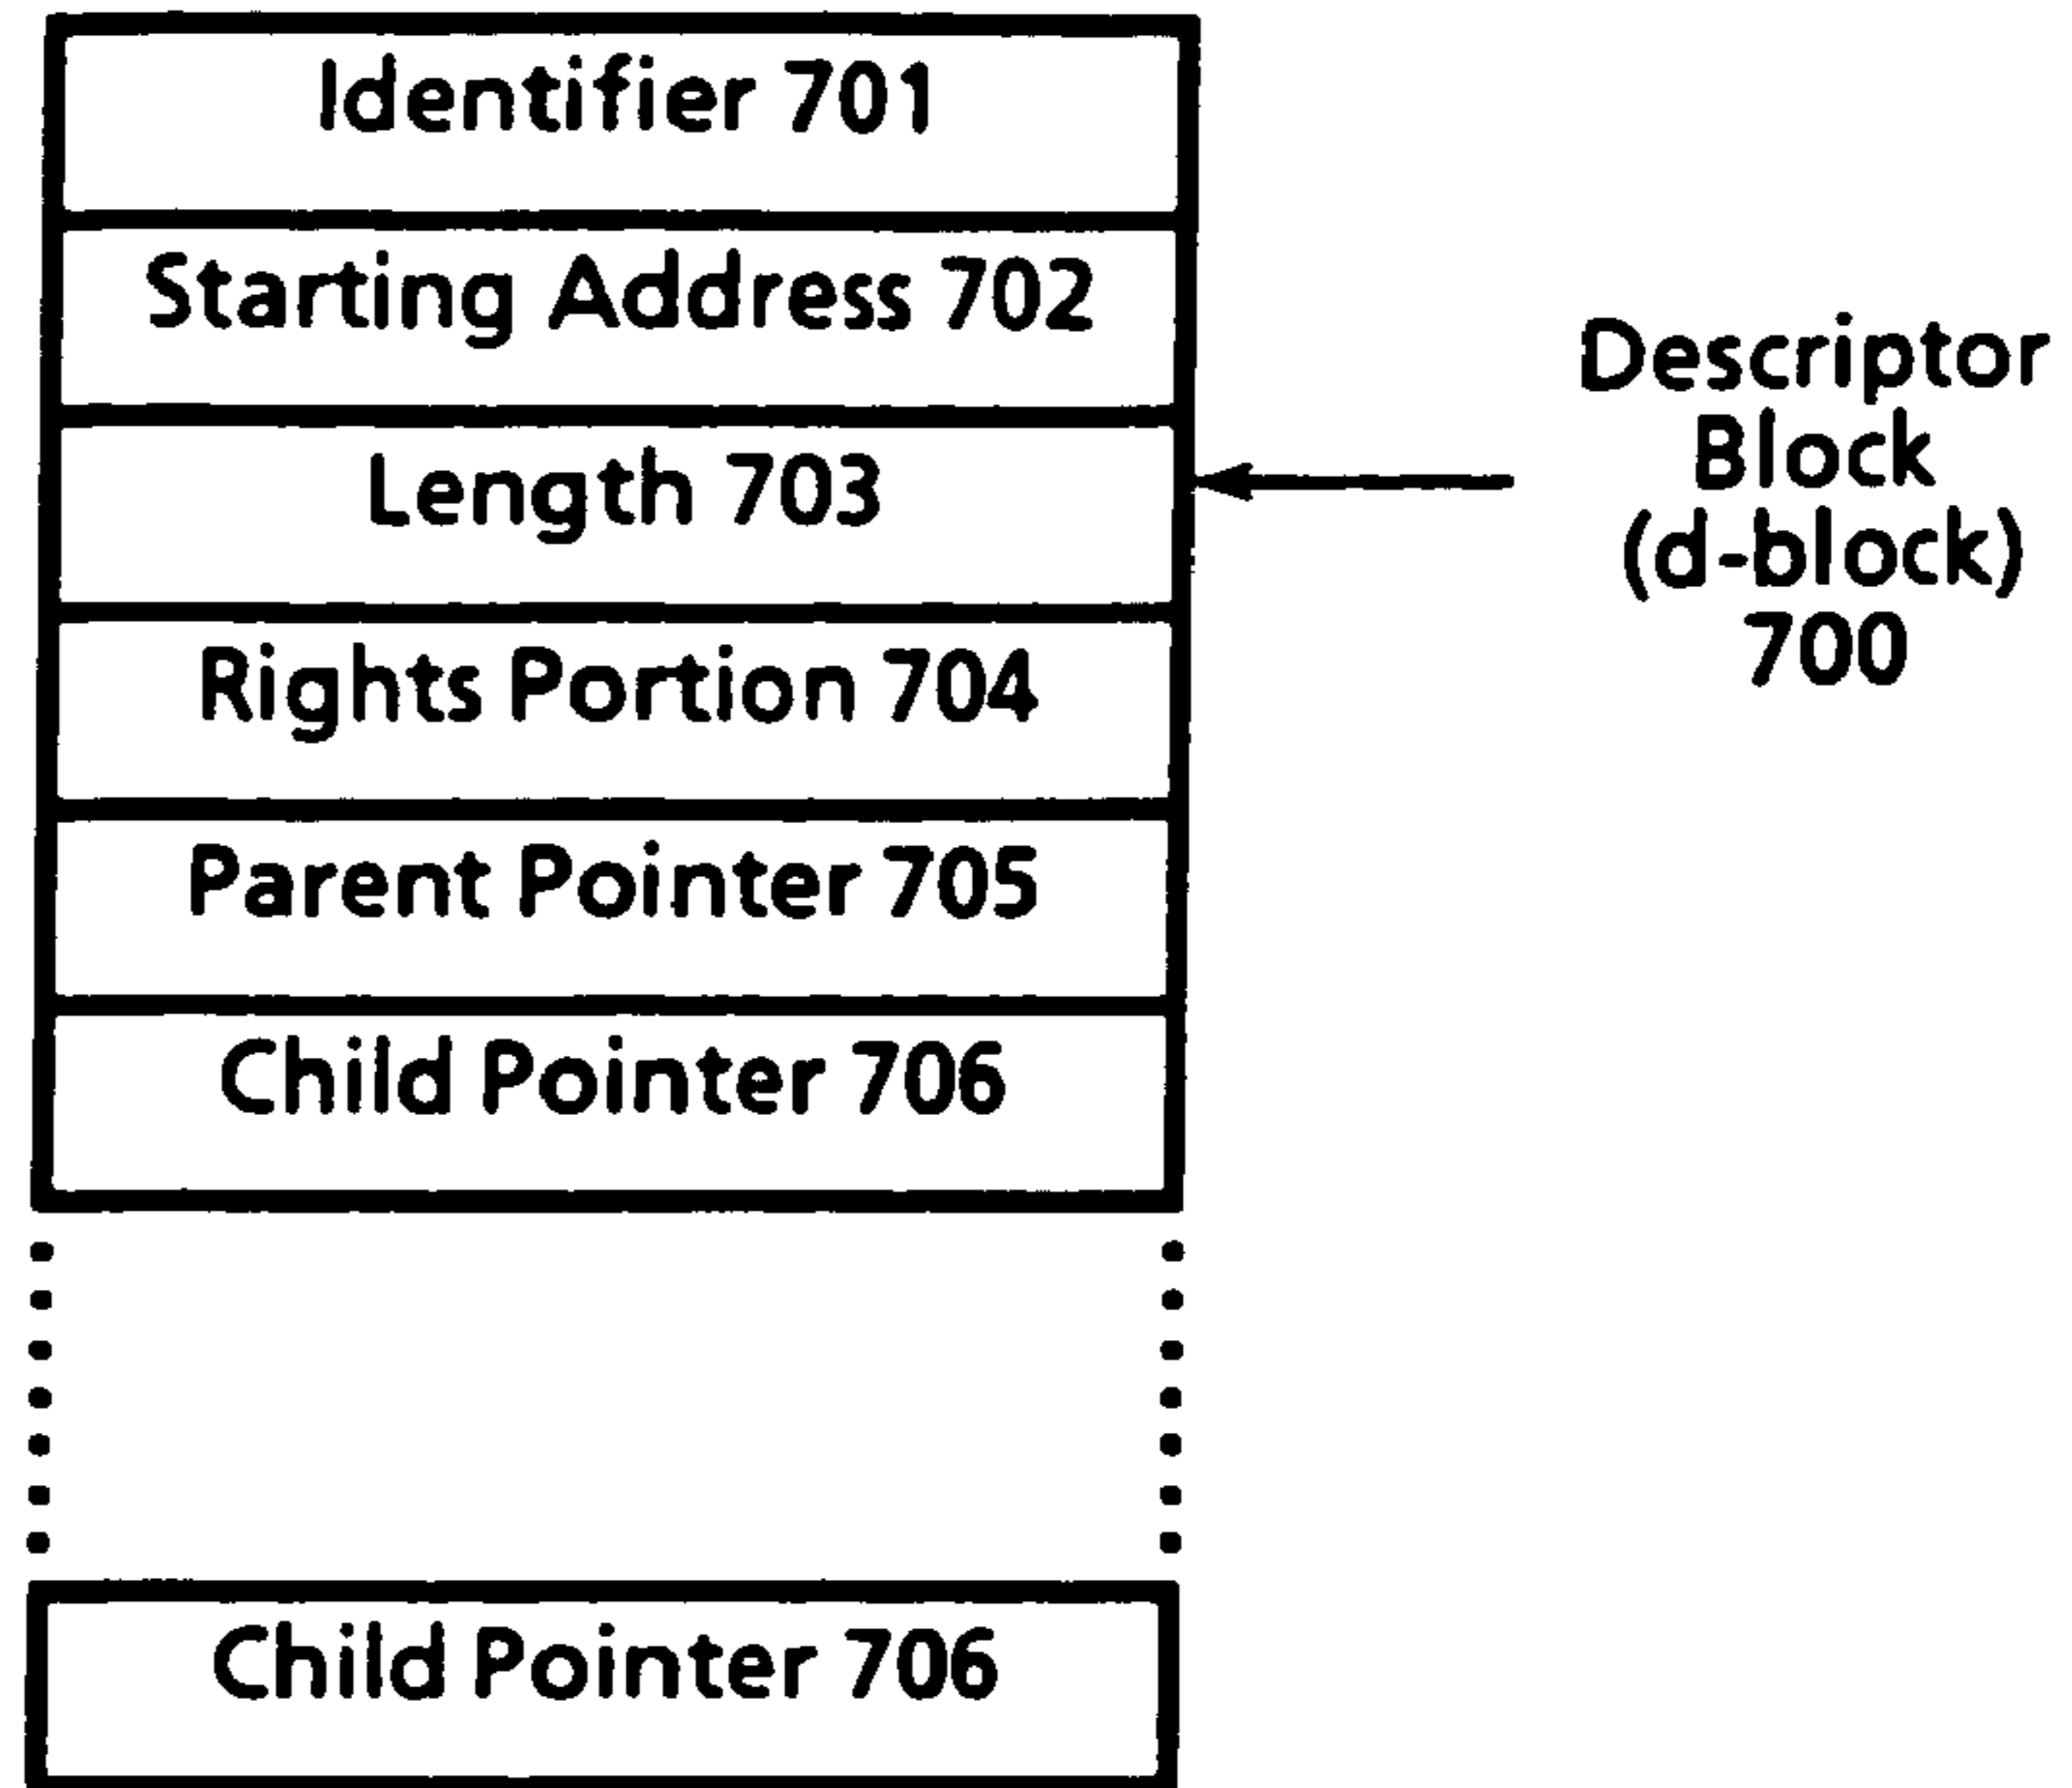 Identifier 701
Starting Address 702
Length 703
Rights Portion 704
Parent Pointer 705
Child Pointer 706
Child Pointer 706
Descriptor
Block
(d-block)
700